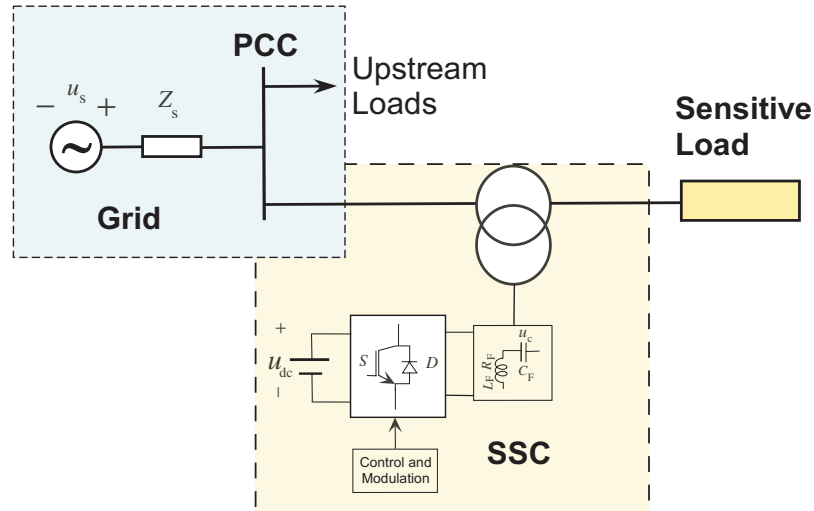 PCC
Upstream
Loads
− u_s +
Z_s
Sensitive
Load
Grid
+
u_dc
−
S
D
u_c
L_F R_F
C_F
SSC
Control and
Modulation